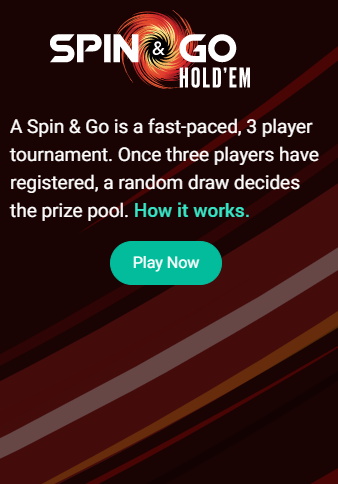 SPIN & GO
HOLD'EM
A Spin & Go is a fast-paced, 3 player
tournament. Once three players have
registered, a random draw decides
the prize pool. How it works.
Play Now